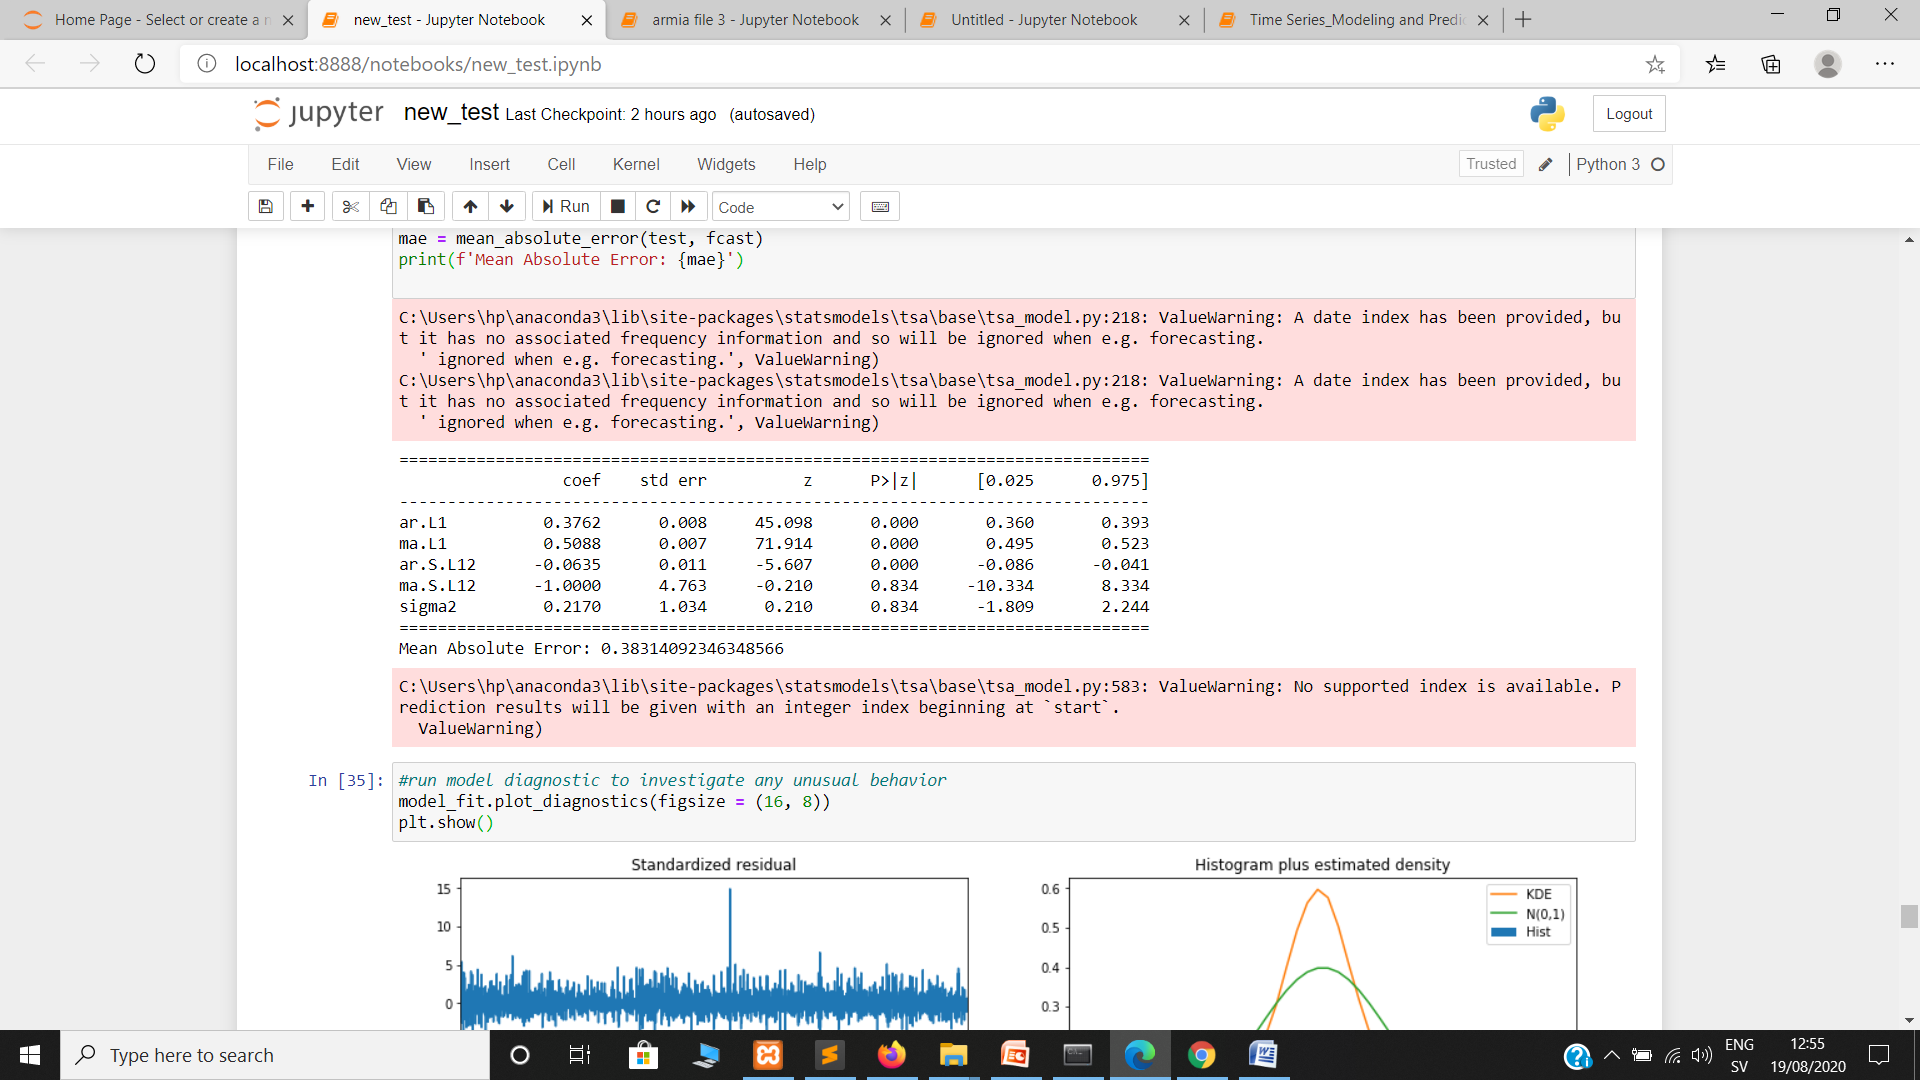 Home Page - Select or create a n
new_test - Jupyter Notebook
armia file 3 - Jupyter Notebook
Untitled - Jupyter Notebook
Time Series_Modeling and Predic
localhost:8888/notebooks/new_test.ipynb
jupyter new_test Last Checkpoint: 2 hours ago (autosaved)
Logout
File Edit View Insert Cell Kernel Widgets Help
Trusted Python 3
Run Code
mae = mean_absolute_error(test, fcast)
print(f'Mean Absolute Error: {mae}')
C:\Users\hp\anaconda3\lib\site-packages\statsmodels\tsa\base\tsa_model.py:218: ValueWarning: A date index has been provided, bu
t it has no associated frequency information and so will be ignored when e.g. forecasting.
' ignored when e.g. forecasting.', ValueWarning)
C:\Users\hp\anaconda3\lib\site-packages\statsmodels\tsa\base\tsa_model.py:218: ValueWarning: A date index has been provided, bu
t it has no associated frequency information and so will be ignored when e.g. forecasting.
' ignored when e.g. forecasting.', ValueWarning)
==============================================================================
coef std err z P>|z| [0.025 0.975]
------------------------------------------------------------------------------
ar.L1 0.3762 0.008 45.098 0.000 0.360 0.393
ma.L1 0.5088 0.007 71.914 0.000 0.495 0.523
ar.S.L12 -0.0635 0.011 -5.607 0.000 -0.086 -0.041
ma.S.L12 -1.0000 4.763 -0.210 0.834 -10.334 8.334
sigma2 0.2170 1.034 0.210 0.834 -1.809 2.244
==============================================================================
Mean Absolute Error: 0.38314092346348566
C:\Users\hp\anaconda3\lib\site-packages\statsmodels\tsa\base\tsa_model.py:583: ValueWarning: No supported index is available. P
rediction results will be given with an integer index beginning at `start`.
ValueWarning)
In [35]:
#run model diagnostic to investigate any unusual behavior
model_fit.plot_diagnostics(figsize = (16, 8))
plt.show()
Standardized residual
15
10
5
0
Histogram plus estimated density
0.6
0.5
0.4
0.3
KDE
N(0,1)
Hist
Type here to search
ENG
SV
12:55
19/08/2020